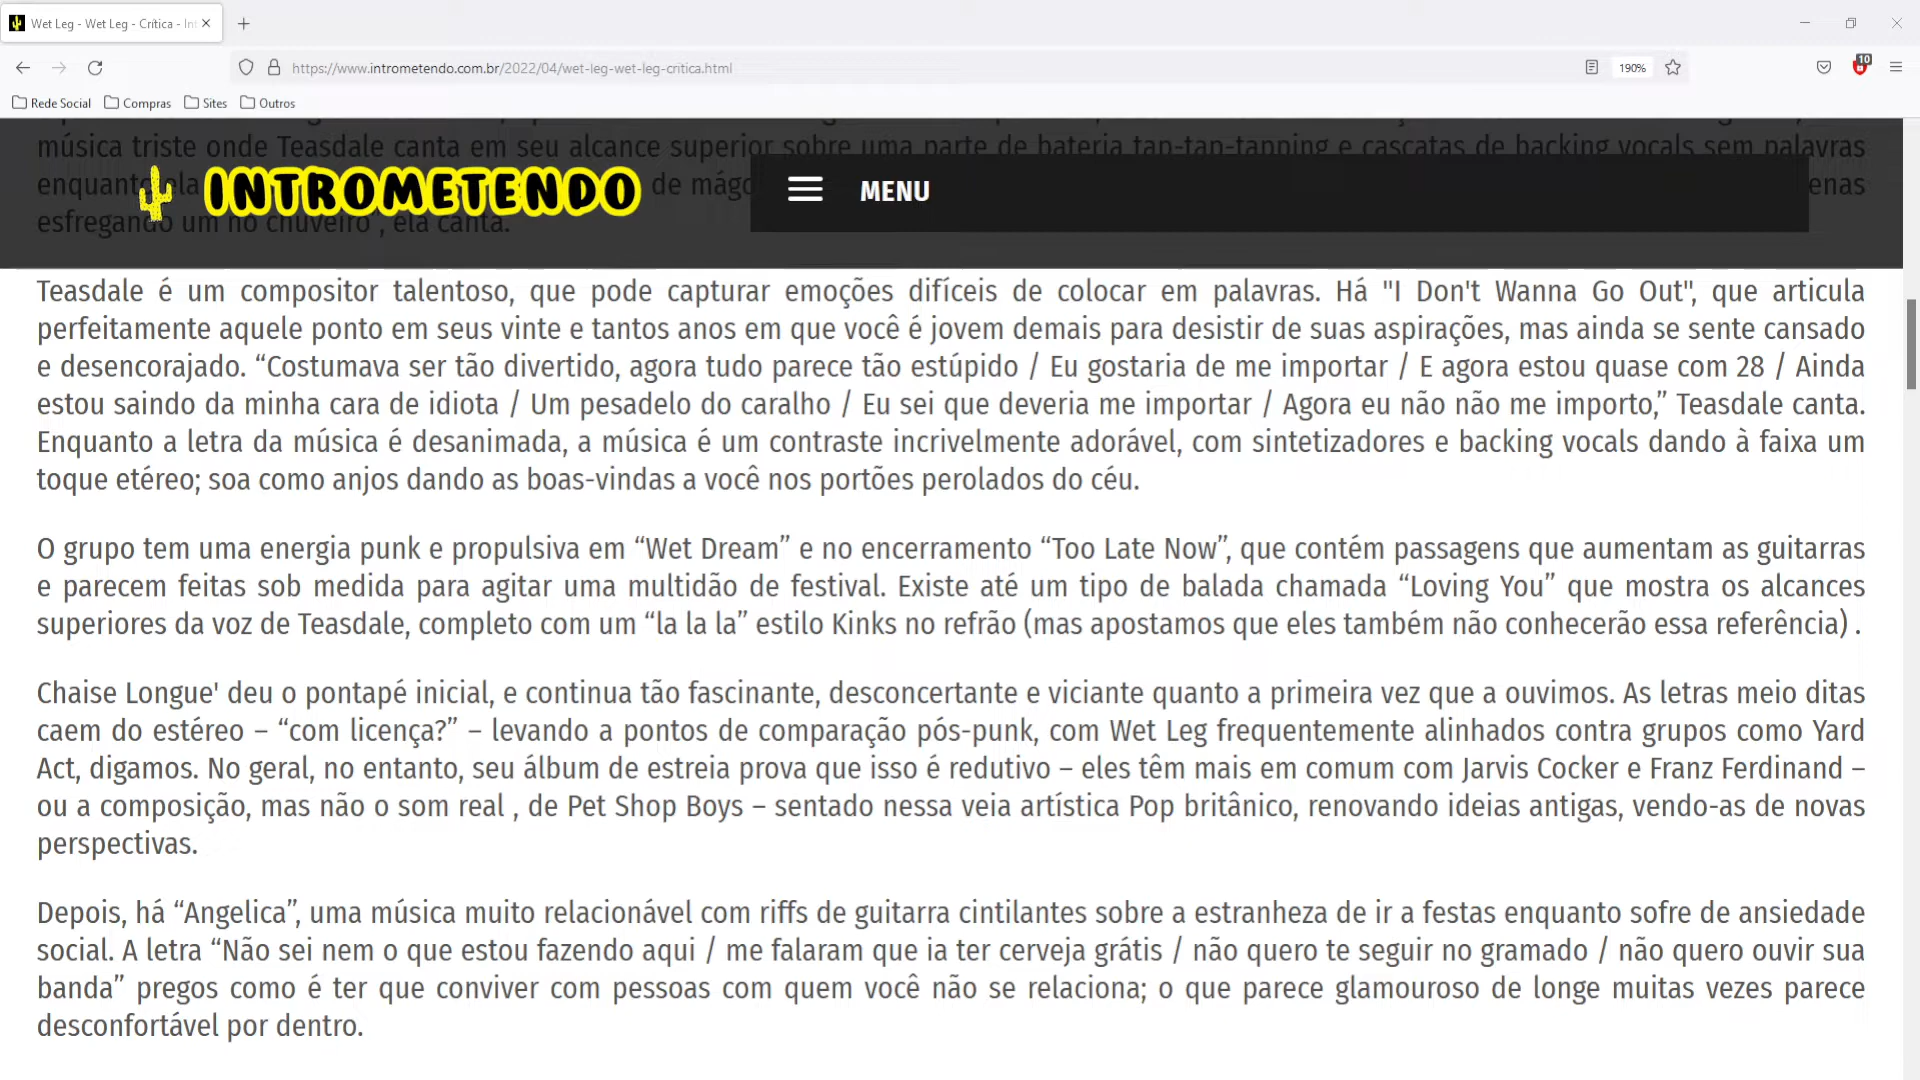 Wet Leg - Wet Leg - Crítica - Int
https://www.intrometendo.com.br/2022/04/wet-leg-wet-leg-critica.html
190%
10
Rede Social
Compras
Sites
Outros
música triste onde Teasdale canta em seu alcance superior sobre uma parte de bateria tap-tan-tapping e cascatas de backing vocals sem palavras
enquanto ela
de mágo
enas
esfregando um no chuveiro", ela canta.
INTROMETENDO
MENU
Teasdale é um compositor talentoso, que pode capturar emoções difíceis de colocar em palavras. Há "I Don't Wanna Go Out", que articula
perfeitamente aquele ponto em seus vinte e tantos anos em que você é jovem demais para desistir de suas aspirações, mas ainda se sente cansado
e desencorajado. “Costumava ser tão divertido, agora tudo parece tão estúpido / Eu gostaria de me importar / E agora estou quase com 28 / Ainda
estou saindo da minha cara de idiota / Um pesadelo do caralho / Eu sei que deveria me importar / Agora eu não não me importo,” Teasdale canta.
Enquanto a letra da música é desanimada, a música é um contraste incrivelmente adorável, com sintetizadores e backing vocals dando à faixa um
toque etéreo; soa como anjos dando as boas-vindas a você nos portões perolados do céu.
O grupo tem uma energia punk e propulsiva em “Wet Dream” e no encerramento “Too Late Now”, que contém passagens que aumentam as guitarras
e parecem feitas sob medida para agitar uma multidão de festival. Existe até um tipo de balada chamada “Loving You” que mostra os alcances
superiores da voz de Teasdale, completo com um “la la la” estilo Kinks no refrão (mas apostamos que eles também não conhecerão essa referência) .
Chaise Longue' deu o pontapé inicial, e continua tão fascinante, desconcertante e viciante quanto a primeira vez que a ouvimos. As letras meio ditas
caem do estéreo – “com licença?” – levando a pontos de comparação pós-punk, com Wet Leg frequentemente alinhados contra grupos como Yard
Act, digamos. No geral, no entanto, seu álbum de estreia prova que isso é redutivo – eles têm mais em comum com Jarvis Cocker e Franz Ferdinand –
ou a composição, mas não o som real , de Pet Shop Boys – sentado nessa veia artística Pop britânico, renovando ideias antigas, vendo-as de novas
perspectivas.
Depois, há “Angelica”, uma música muito relacionável com riffs de guitarra cintilantes sobre a estranheza de ir a festas enquanto sofre de ansiedade
social. A letra “Não sei nem o que estou fazendo aqui / me falaram que ia ter cerveja grátis / não quero te seguir no gramado / não quero ouvir sua
banda” pregos como é ter que conviver com pessoas com quem você não se relaciona; o que parece glamouroso de longe muitas vezes parece
desconfortável por dentro.